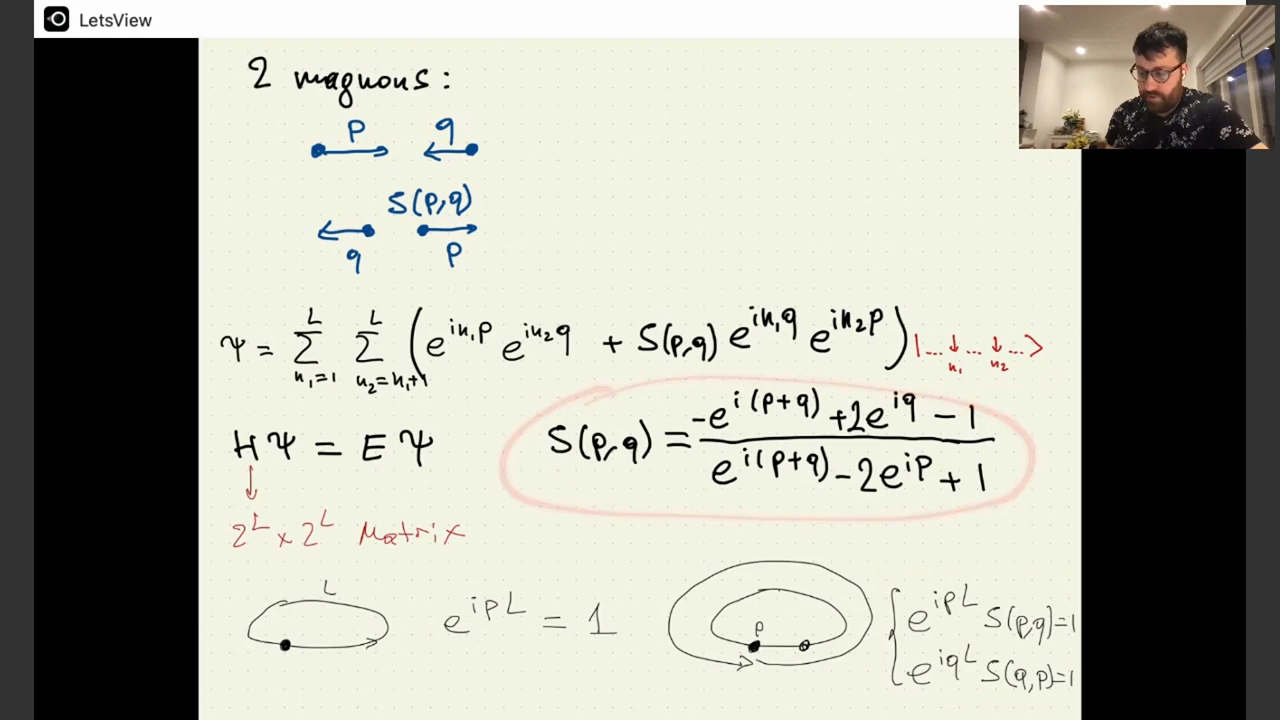 LetsView
2 magnons:
p q
S(p,q)
q p
Ψ = Σ_{n₁=1}^{L} Σ_{n₂=n₁+1}^{L} ( e^{in₁p} e^{in₂q} + S(p,q) e^{in₁q} e^{in₂p} ) |...↓...↓...>
n₁ n₂
HΨ = EΨ
S(p,q) = (-e^{i(p+q)} + 2e^{iq} - 1) / (e^{i(p+q)} - 2e^{ip} + 1)
2^L × 2^L Matrix
L
e^{ipL} = 1
p
{ e^{ipL} S(p,q)=1
e^{iqL} S(q,p)=1